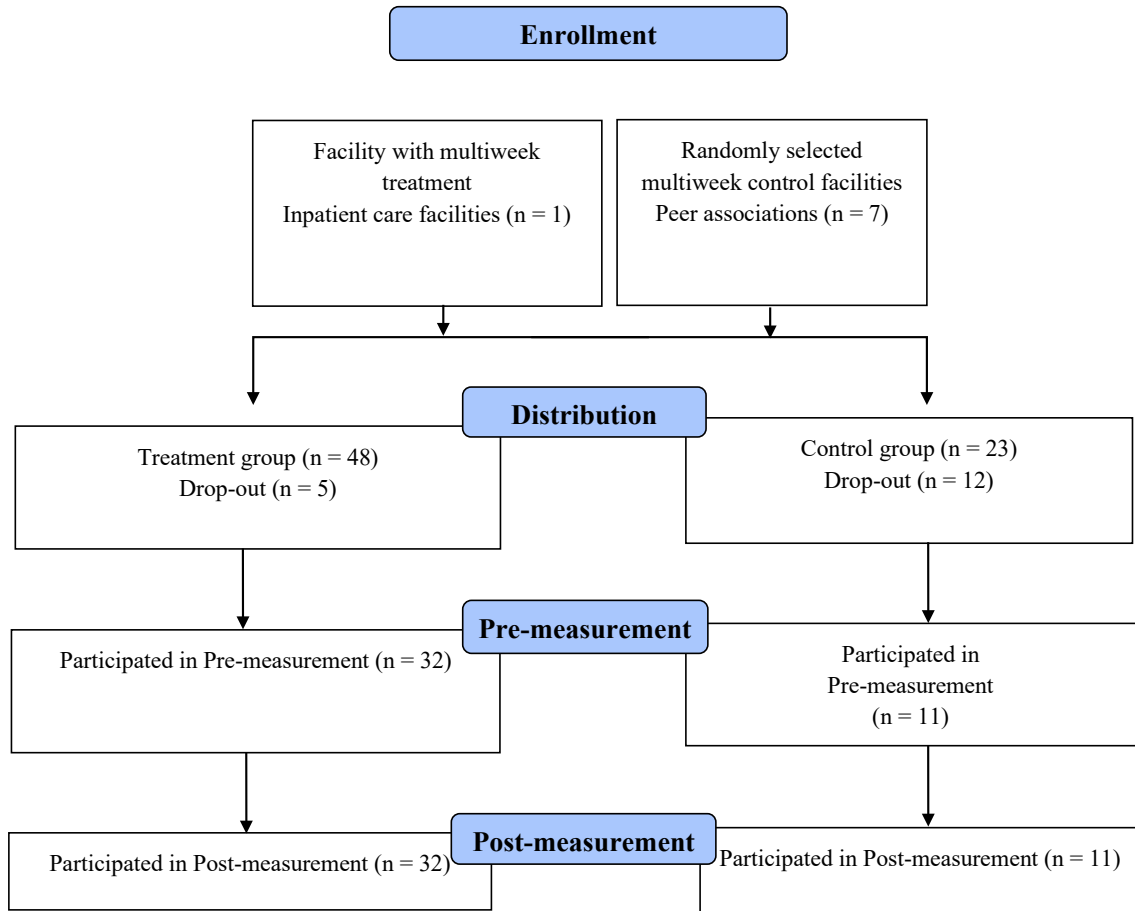 Enrollment
Facility with multiweek
treatment
Inpatient care facilities (n = 1)
Randomly selected
multiweek control facilities
Peer associations (n = 7)
Distribution
Treatment group (n = 48)
Drop-out (n = 5)
Control group (n = 23)
Drop-out (n = 12)
Pre-measurement
Participated in Pre-measurement (n = 32)
Participated in
Pre-measurement
(n = 11)
Post-measurement
Participated in Post-measurement (n = 32)
Participated in Post-measurement (n = 11)